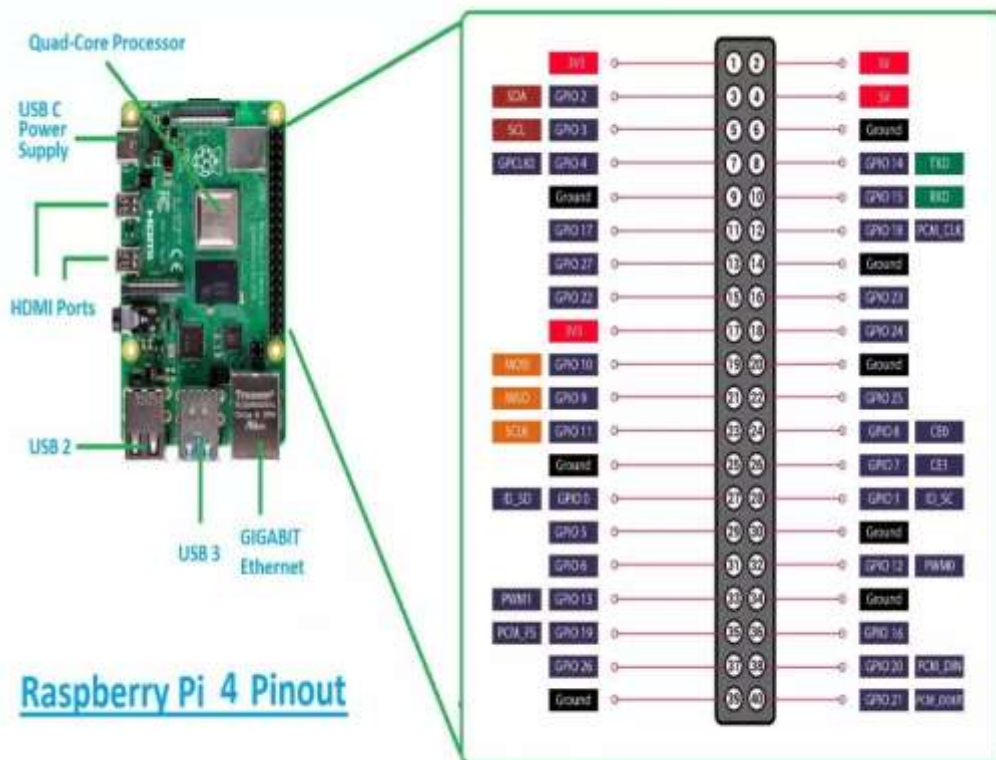 Quad-Core Processor
USB C
Power
Supply
HDMI Ports
HDMI
USB 2
USB 3
GIGABIT
Ethernet
Raspberry Pi 4 Pinout
3V3 1 2 5V
SDA GPIO 2 3 4 5V
SCL GPIO 3 5 6 Ground
GPCLK0 GPIO 4 7 8 GPIO 14 TXD
Ground 9 10 GPIO 15 RXD
GPIO 17 11 12 GPIO 18 PCM_CLK
GPIO 27 13 14 Ground
GPIO 22 15 16 GPIO 23
3V3 17 18 GPIO 24
MOSI GPIO 10 19 20 Ground
MISO GPIO 9 21 22 GPIO 25
SCLK GPIO 11 23 24 GPIO 8 CE0
Ground 25 26 GPIO 7 CE1
ID_SD GPIO 0 27 28 GPIO 1 ID_SC
GPIO 5 29 30 Ground
GPIO 6 31 32 GPIO 12 PWM0
PWM1 GPIO 13 33 34 Ground
PCM_FS GPIO 19 35 36 GPIO 16
GPIO 26 37 38 GPIO 20 PCM_DIN
Ground 39 40 GPIO 21